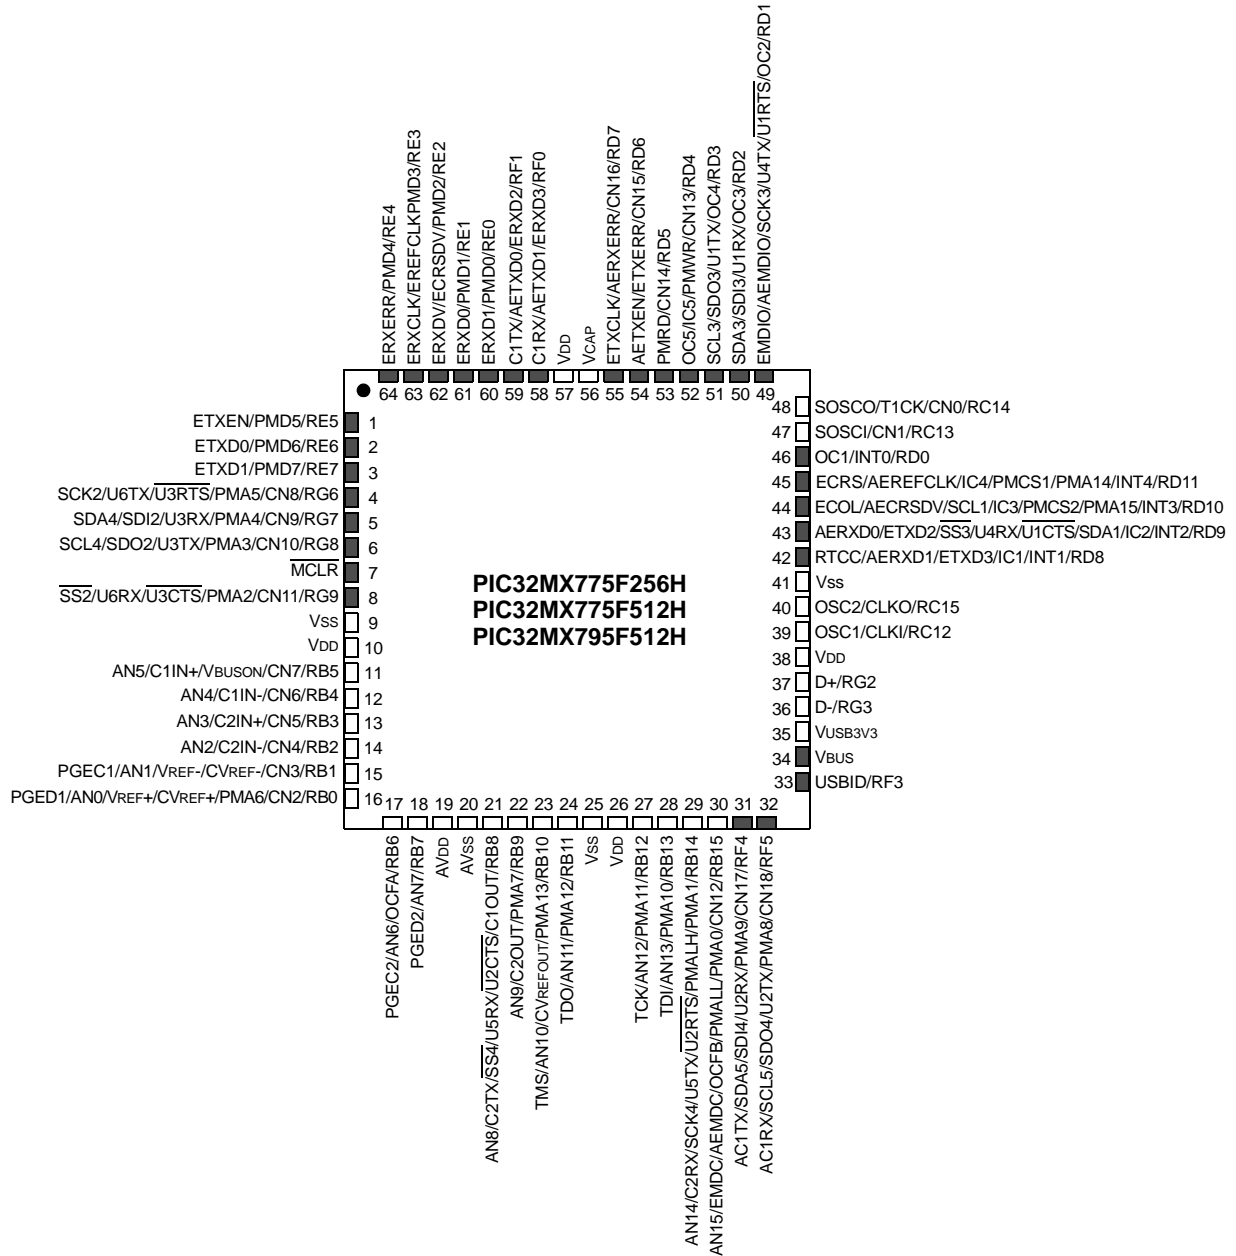 ERXERR/PMD4/RE4
ERXCLK/EREFCLKPMD3/RE3
ERXDV/ECRSDV/PMD2/RE2
ERXD0/PMD1/RE1
ERXD1/PMD0/RE0
C1TX/AETXD0/ERXD2/RF1
C1RX/AETXD1/ERXD3/RF0
VDD
VCAP
ETXCLK/AERXERR/CN16/RD7
AETXEN/ETXERR/CN15/RD6
PMRD/CN14/RD5
OC5/IC5/PMWR/CN13/RD4
SCL3/SDO3/U1TX/OC4/RD3
SDA3/SDI3/U1RX/OC3/RD2
EMDIO/AEMDIO/SCK3/U4TX/U1RTS/OC2/RD1
64 63 62 61 60 59 58 57 56 55 54 53 52 51 50 49
ETXEN/PMD5/RE5 1
ETXD0/PMD6/RE6 2
ETXD1/PMD7/RE7 3
SCK2/U6TX/U3RTS/PMA5/CN8/RG6 4
SDA4/SDI2/U3RX/PMA4/CN9/RG7 5
SCL4/SDO2/U3TX/PMA3/CN10/RG8 6
MCLR 7
SS2/U6RX/U3CTS/PMA2/CN11/RG9 8
VSS 9
VDD 10
AN5/C1IN+/VBUSON/CN7/RB5 11
AN4/C1IN-/CN6/RB4 12
AN3/C2IN+/CN5/RB3 13
AN2/C2IN-/CN4/RB2 14
PGEC1/AN1/VREF-/CVREF-/CN3/RB1 15
PGED1/AN0/VREF+/CVREF+/PMA6/CN2/RB0 16
PIC32MX775F256H
PIC32MX775F512H
PIC32MX795F512H
48 SOSCO/T1CK/CN0/RC14
47 SOSCI/CN1/RC13
46 OC1/INT0/RD0
45 ECRS/AEREFCLK/IC4/PMCS1/PMA14/INT4/RD11
44 ECOL/AECRSDV/SCL1/IC3/PMCS2/PMA15/INT3/RD10
43 AERXD0/ETXD2/SS3/U4RX/U1CTS/SDA1/IC2/INT2/RD9
42 RTCC/AERXD1/ETXD3/IC1/INT1/RD8
41 Vss
40 OSC2/CLKO/RC15
39 OSC1/CLKI/RC12
38 VDD
37 D+/RG2
36 D-/RG3
35 VUSB3V3
34 VBUS
33 USBID/RF3
17 18 19 20 21 22 23 24 25 26 27 28 29 30 31 32
PGEC2/AN6/OCFA/RB6
PGED2/AN7/RB7
AVDD
AVss
AN8/C2TX/SS4/U5RX/U2CTS/C1OUT/RB8
AN9/C2OUT/PMA7/RB9
TMS/AN10/CVREFOUT/PMA13/RB10
TDO/AN11/PMA12/RB11
Vss
VDD
TCK/AN12/PMA11/RB12
TDI/AN13/PMA10/RB13
AN14/C2RX/SCK4/U5TX/U2RTS/PMALH/PMA1/RB14
AN15/EMDC/AEMDC/OCFB/PMALL/PMA0/CN12/RB15
AC1TX/SDA5/SDI4/U2RX/PMA9/CN17/RF4
AC1RX/SCL5/SDO4/U2TX/PMA8/CN18/RF5